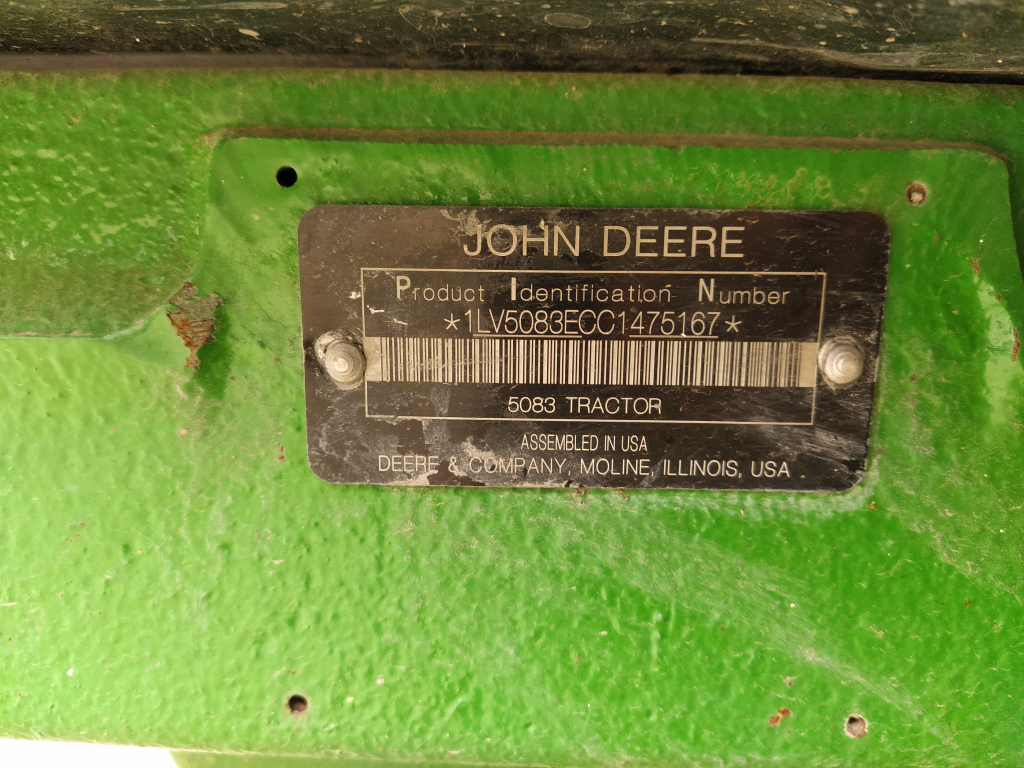 JOHN DEERE
Product Identification Number
*1LV5083ECC1475167*
5083 TRACTOR
ASSEMBLED IN USA
DEERE & COMPANY, MOLINE, ILLINOIS, USA